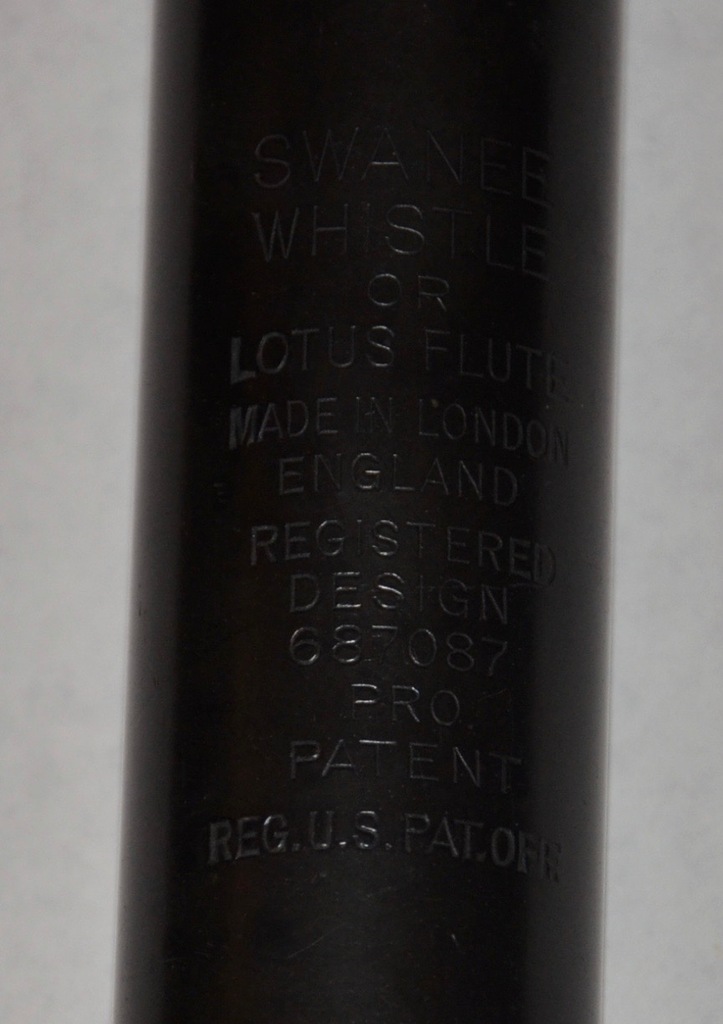 SWANEE
WHISTLE
OR
LOTUS FLUTE
MADE IN LONDON
ENGLAND
REGISTERED
DESIGN
687087
PRO.
PATENT
REG.U.S.PAT.OFF.